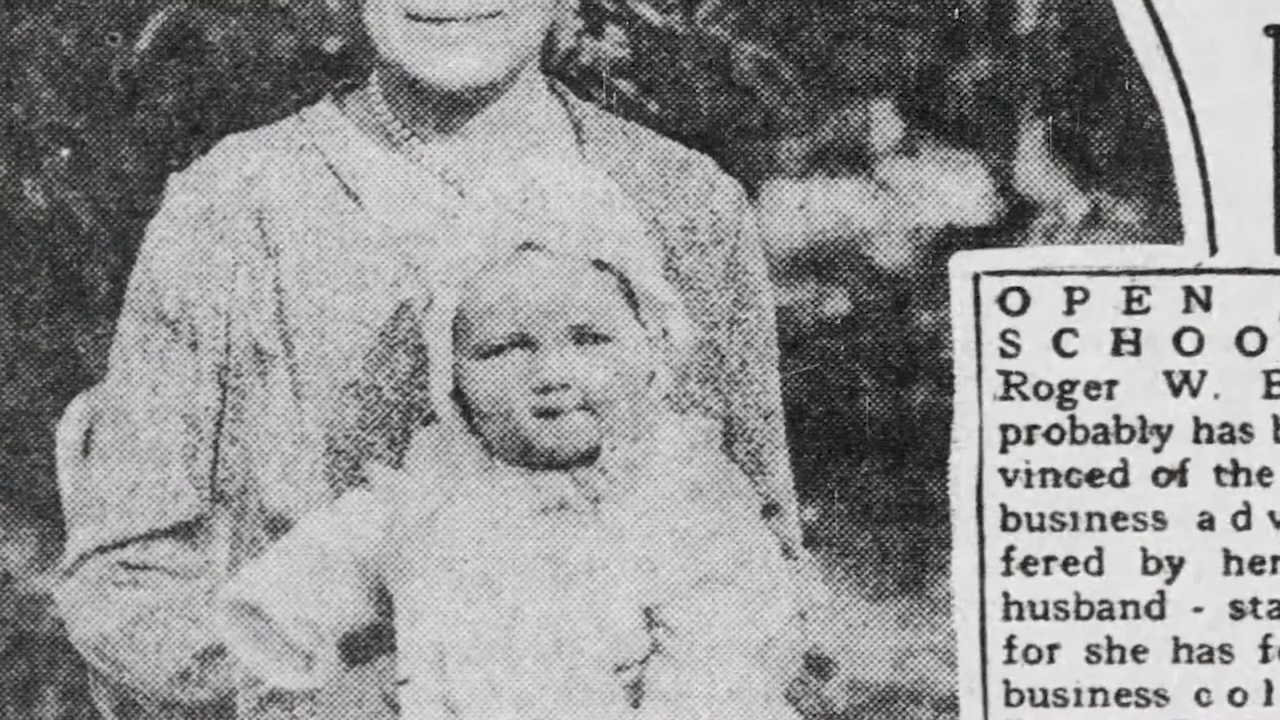 O P E N
S C H O O
Roger W.
probably has
vinced of the
business a d
fered by her
husband - sta
for she has
business c o l